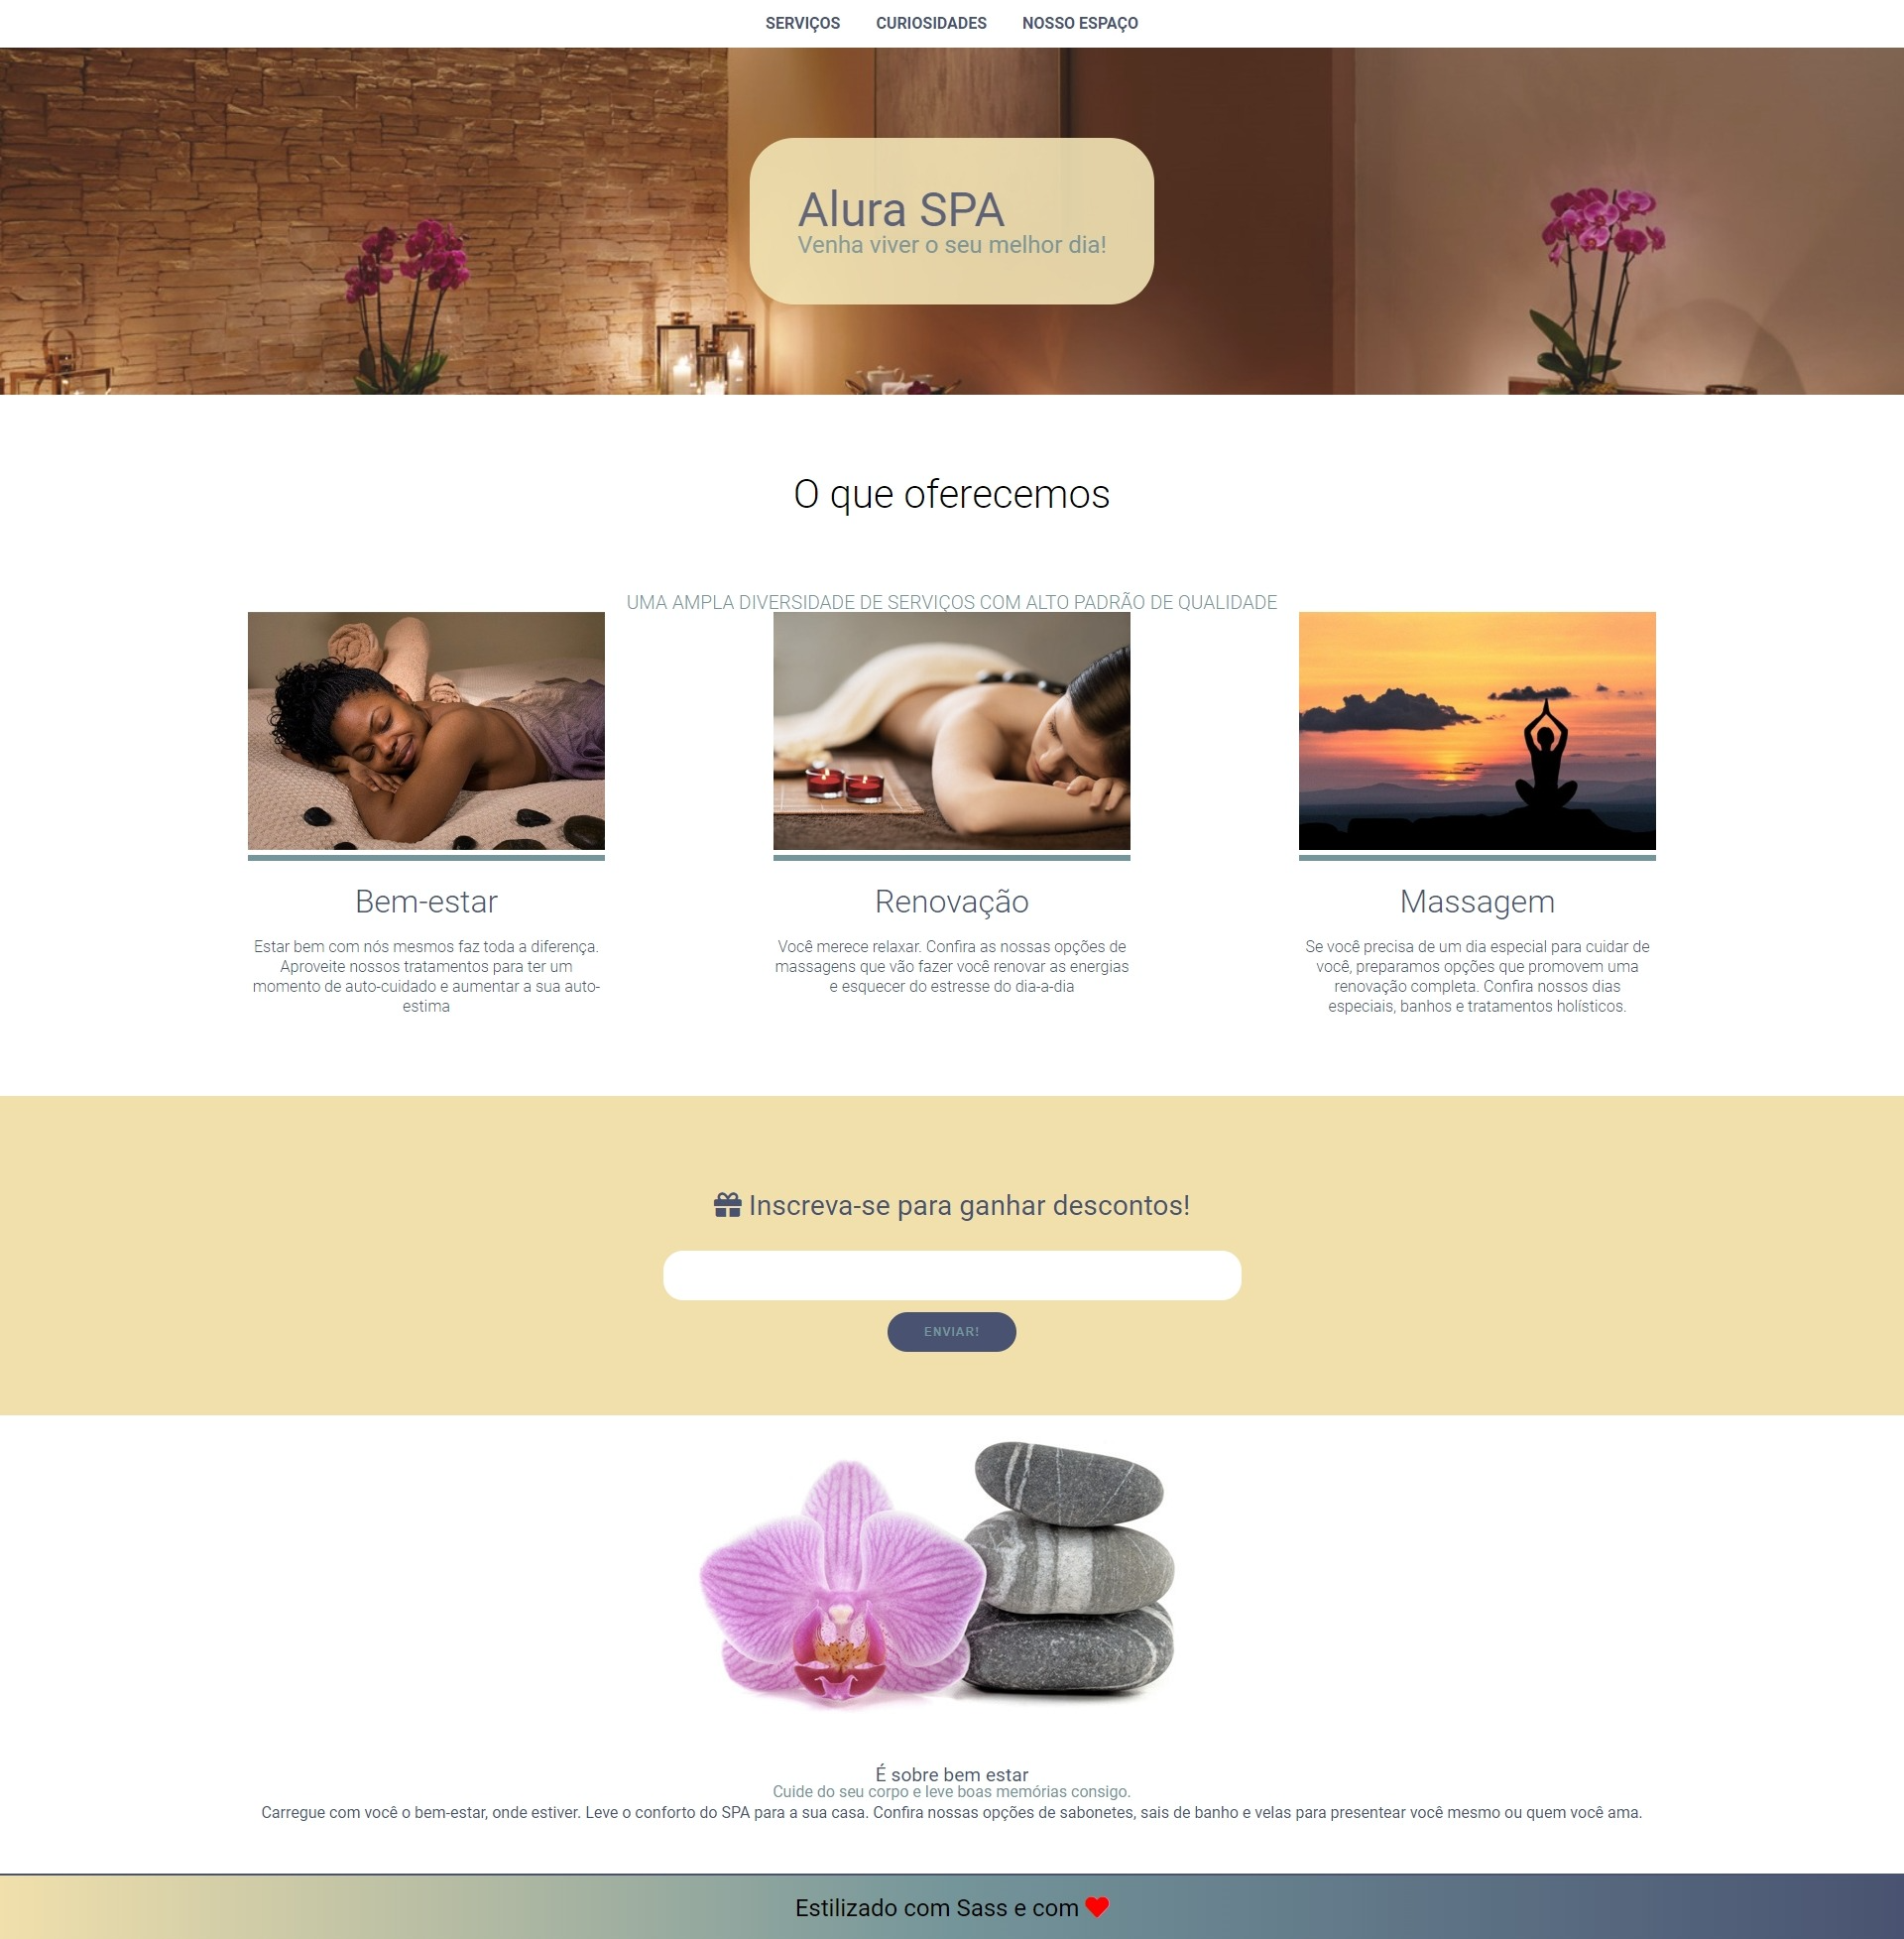 SERVIÇOS CURIOSIDADES NOSSO ESPAÇO
Alura SPA
Venha viver o seu melhor dia!
O que oferecemos
UMA AMPLA DIVERSIDADE DE SERVIÇOS COM ALTO PADRÃO DE QUALIDADE
Bem-estar
Estar bem com nós mesmos faz toda a diferença.
Aproveite nossos tratamentos para ter um
momento de auto-cuidado e aumentar a sua auto-
estima
Renovação
Você merece relaxar. Confira as nossas opções de
massagens que vão fazer você renovar as energias
e esquecer do estresse do dia-a-dia
Massagem
Se você precisa de um dia especial para cuidar de
você, preparamos opções que promovem uma
renovação completa. Confira nossos dias
especiais, banhos e tratamentos holísticos.
Inscreva-se para ganhar descontos!
ENVIAR!
É sobre bem estar
Cuide do seu corpo e leve boas memórias consigo.
Carregue com você o bem-estar, onde estiver. Leve o conforto do SPA para a sua casa. Confira nossas opções de sabonetes, sais de banho e velas para presentear você mesmo ou quem você ama.
Estilizado com Sass e com